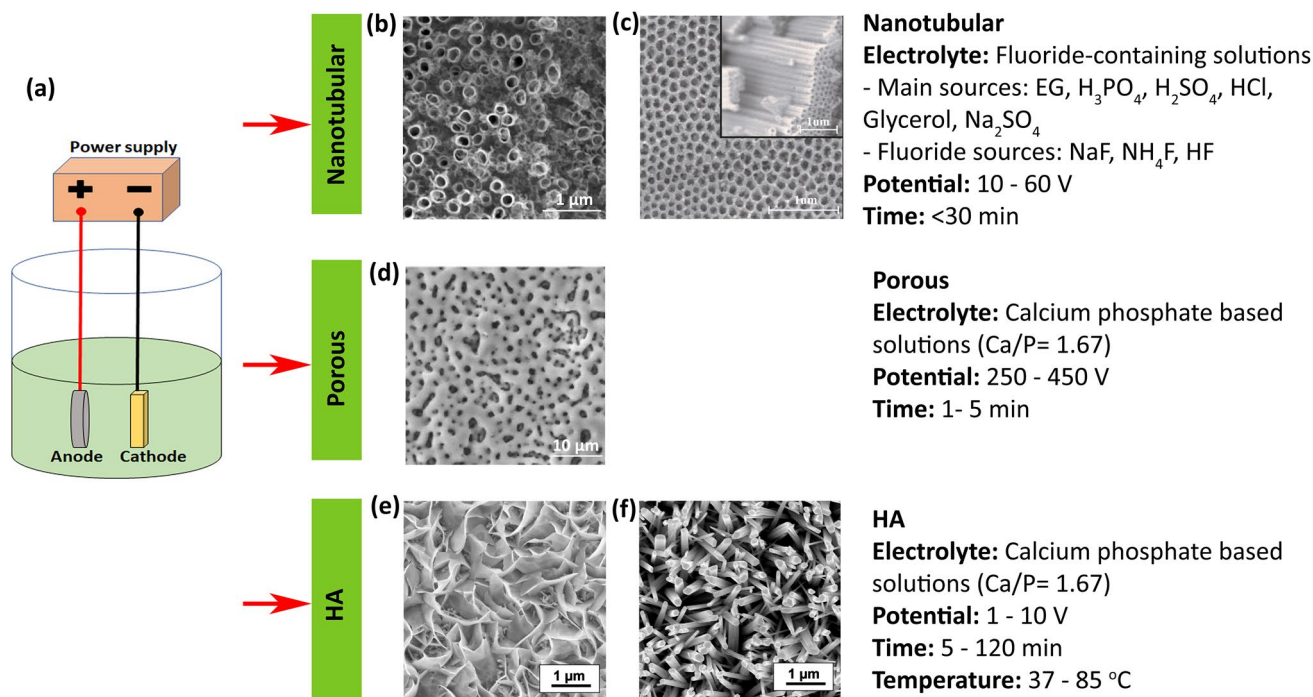 (a)
Power supply
+ −
Anode Cathode
Nanotubular
(b)
1 µm
(c)
1um
1um
Nanotubular
Electrolyte: Fluoride-containing solutions
- Main sources: EG, H₃PO₄, H₂SO₄, HCl,
Glycerol, Na₂SO₄
- Fluoride sources: NaF, NH₄F, HF
Potential: 10 - 60 V
Time: <30 min
Porous
(d)
10 µm
Porous
Electrolyte: Calcium phosphate based
solutions (Ca/P= 1.67)
Potential: 250 - 450 V
Time: 1- 5 min
HA
(e)
1 µm
(f)
1 µm
HA
Electrolyte: Calcium phosphate based
solutions (Ca/P= 1.67)
Potential: 1 - 10 V
Time: 5 - 120 min
Temperature: 37 - 85 ºC